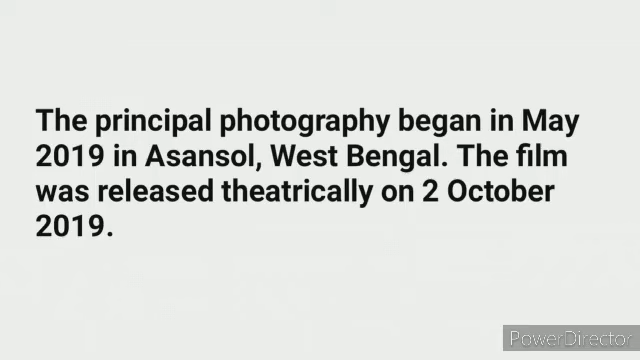 The principal photography began in May
2019 in Asansol, West Bengal. The film
was released theatrically on 2 October
2019.
PowerDirector